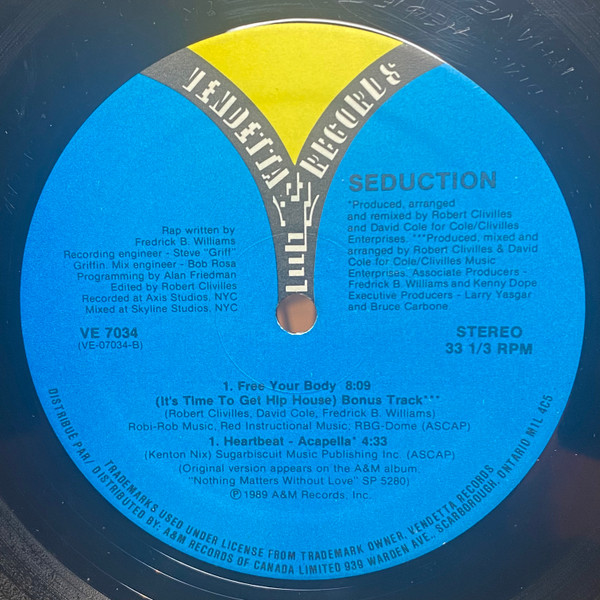 VENDETTA RECORDS
SEDUCTION
*Produced, arranged
and remixed by Robert Clivilles
and David Cole for Cole/Clivilles
Enterprises. ***Produced, mixed and
arranged by Robert Clivilles & David
Cole for Cole/Clivilles Music
Enterprises. Associate Producers -
Fredrick B. Williams and Kenny Dope
Executive Producers - Larry Yasgar
and Bruce Carbone
Rap written by
Fredrick B. Williams
Recording engineer - Steve "Griff"
Griffin. Mix engineer - Bob Rosa
Programming by Alan Friedman
Edited by Robert Clivilles
Recorded at Axis Studios, NYC
Mixed at Skyline Studios, NYC
VE 7034
(VE-07034-B)
STEREO
33 1/3 RPM
1. Free Your Body 8:09
(It's Time To Get Hip House) Bonus Track***
(Robert Clivilles, David Cole, Fredrick B. Williams)
Robi-Rob Music, Red Instructional Music, RBG-Dome (ASCAP)
1. Heartbeat - Acapella* 4:33
(Kenton Nix) Sugarbiscuit Music Publishing Inc. (ASCAP)
(Original version appears on the A&M album
"Nothing Matters Without Love" SP 5280)
Ⓟ1989 A&M Records, Inc.
TRADEMARKS USED UNDER LICENSE FROM TRADEMARK OWNER, VENDETTA RECORDS
DISTRIBUÉ PAR/ DISTRIBUTED BY: A&M RECORDS OF CANADA LIMITED 939 WARDEN AVE., SCARBOROUGH, ONTARIO M1L 4C5